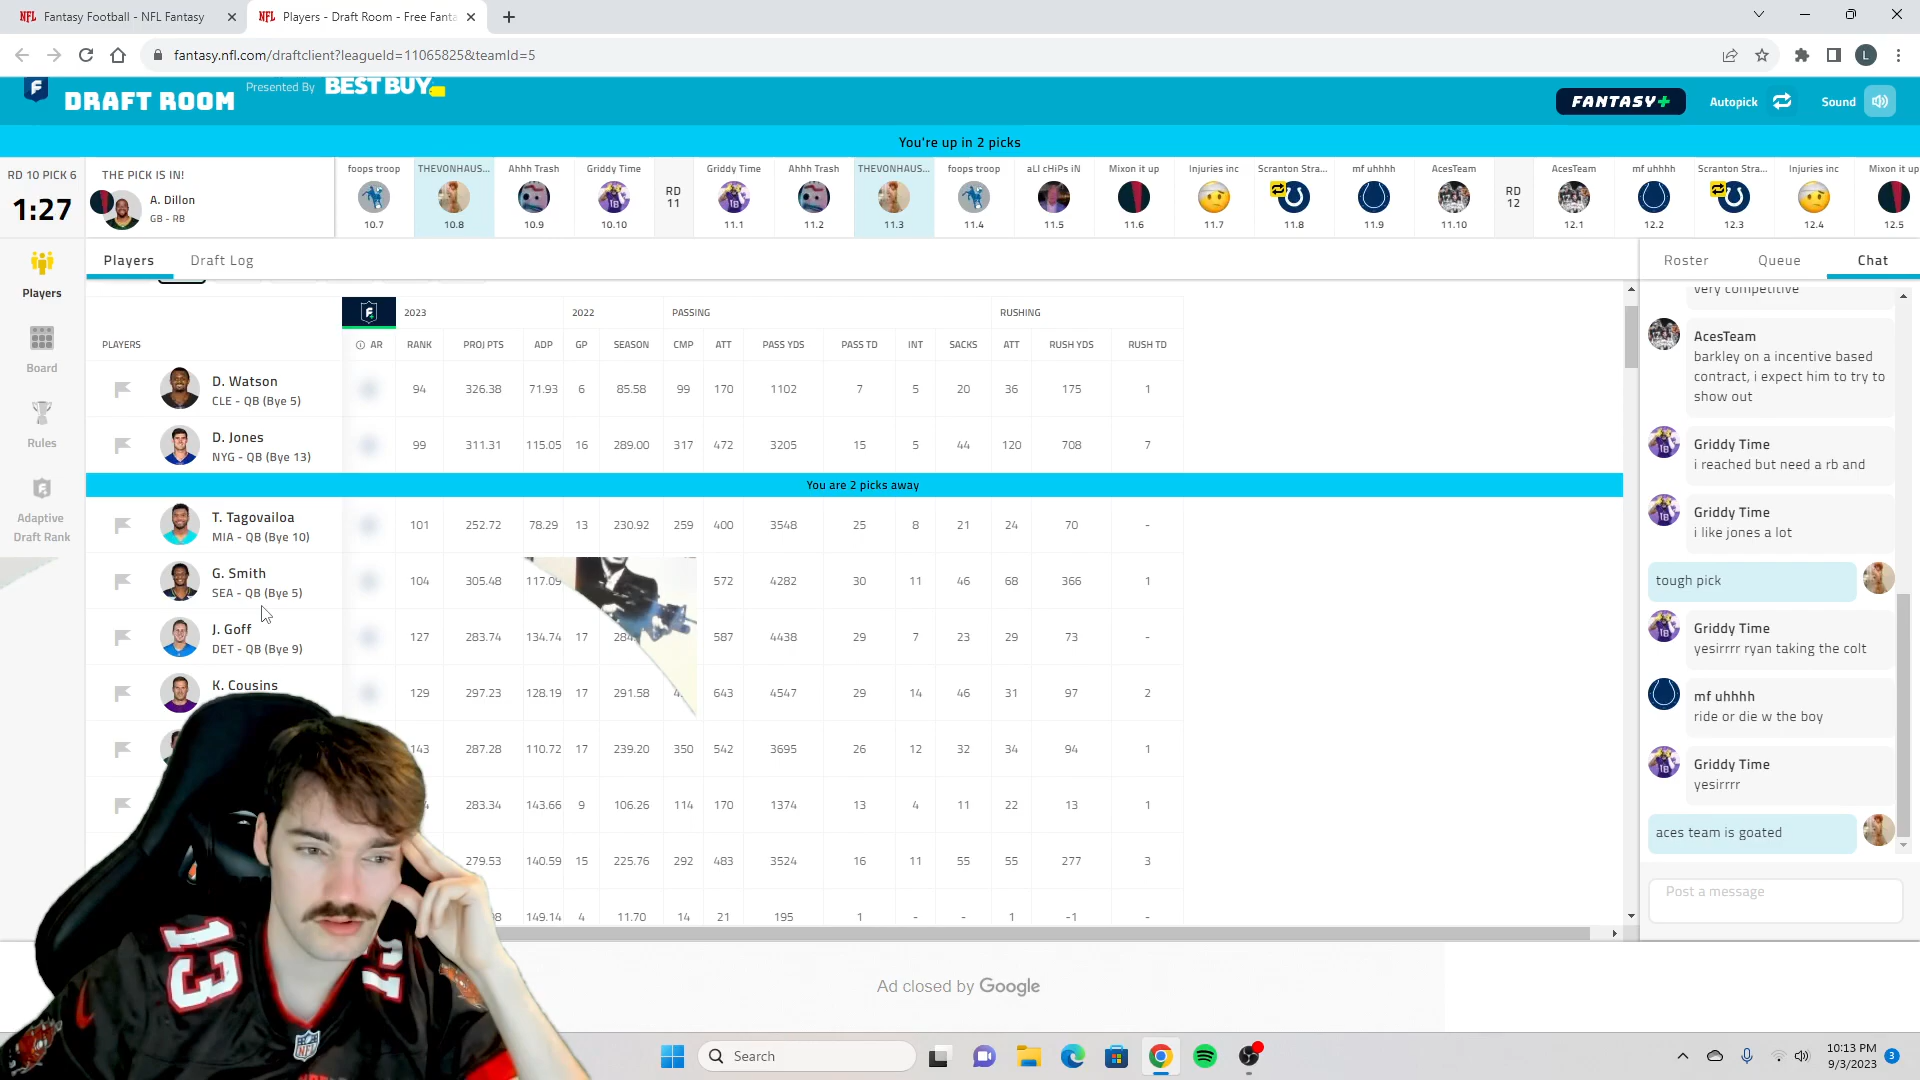 Fantasy Football - NFL Fantasy
Players - Draft Room - Free Fanta
fantasy.nfl.com/draftclient?leagueId=11065825&teamId=5
L
DRAFT ROOM
Presented By BEST BUY
FANTASY+
Autopick
Sound
You're up in 2 picks
RD 10 PICK 6
1:27
THE PICK IS IN!
A. Dillon
GB - RB
foops troop
10.7
THEVONHAUS...
10.8
Ahhh Trash
10.9
Griddy Time
10.10
RD
11
Griddy Time
11.1
Ahhh Trash
11.2
THEVONHAUS...
11.3
foops troop
11.4
aLl cHiPs iN
11.5
Mixon it up
11.6
Injuries inc
11.7
Scranton Stra...
11.8
mf uhhhh
11.9
AcesTeam
11.10
RD
12
AcesTeam
12.1
mf uhhhh
12.2
Scranton Stra...
12.3
Injuries inc
12.4
Mixon it up
12.5
Players
Board
Rules
Adaptive
Draft Rank
Players
Draft Log
2023
2022
PASSING
RUSHING
PLAYERS
AR
RANK
PROJ PTS
ADP
GP
SEASON
CMP
ATT
PASS YDS
PASS TD
INT
SACKS
ATT
RUSH YDS
RUSH TD
D. Watson
CLE - QB (Bye 5)
94 326.38 71.93 6 85.58 99 170 1102 7 5 20 36 175 1
D. Jones
NYG - QB (Bye 13)
99 311.31 115.05 16 289.00 317 472 3205 15 5 44 120 708 7
You are 2 picks away
T. Tagovailoa
MIA - QB (Bye 10)
101 252.72 78.29 13 230.92 259 400 3548 25 8 21 24 70 -
G. Smith
SEA - QB (Bye 5)
104 305.48 117.09 572 4282 30 11 46 68 366 1
J. Goff
DET - QB (Bye 9)
127 283.74 134.74 17 284. 587 4438 29 7 23 29 73 -
K. Cousins
129 297.23 128.19 17 291.58 4 643 4547 29 14 46 31 97 2
143 287.28 110.72 17 239.20 350 542 3695 26 12 32 34 94 1
283.34 143.66 9 106.26 114 170 1374 13 4 11 22 13 1
279.53 140.59 15 225.76 292 483 3524 16 11 55 55 277 3
149.14 4 11.70 14 21 195 1 - - 1 -1 -
Roster
Queue
Chat
very competitive
AcesTeam
barkley on a incentive based
contract, i expect him to try to
show out
Griddy Time
i reached but need a rb and
Griddy Time
i like jones a lot
tough pick
Griddy Time
yesirrrr ryan taking the colt
mf uhhhh
ride or die w the boy
Griddy Time
yesirrrr
aces team is goated
Post a message
Ad closed by Google
13
NFL
Search
10:13 PM
9/3/2023
3